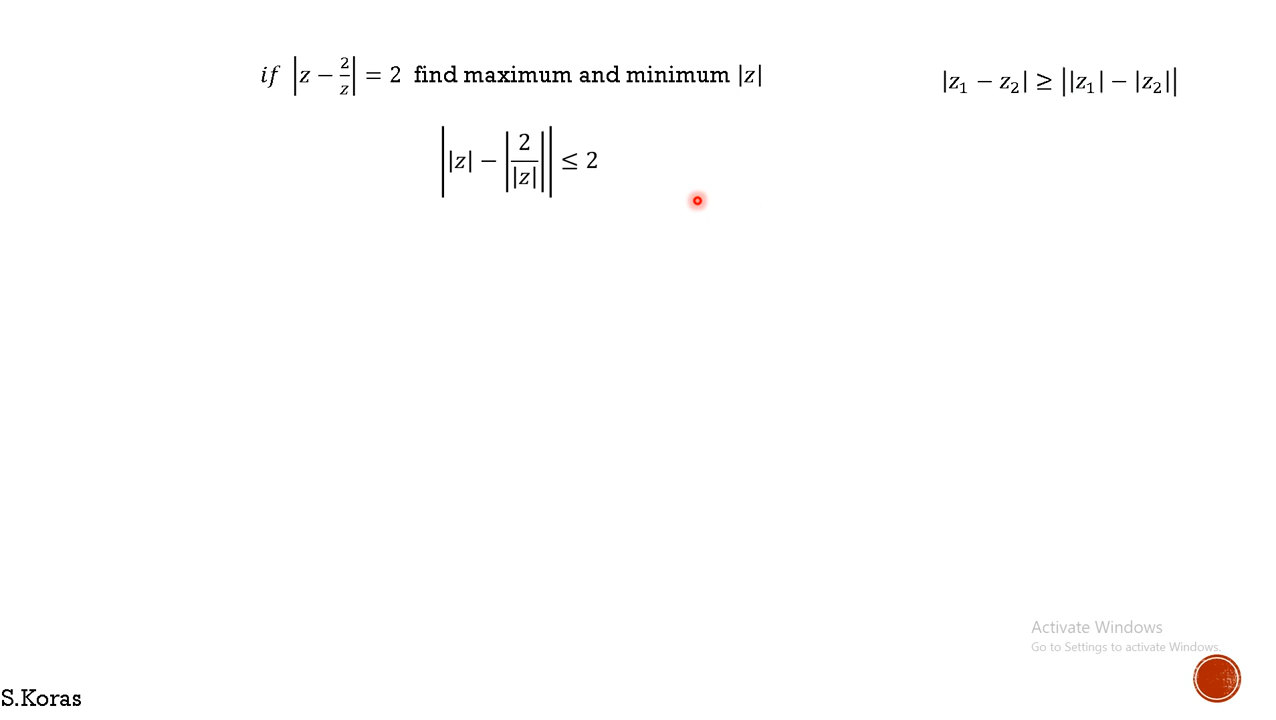 if |z − 2/z| = 2 find maximum and minimum |z|
|z₁ − z₂| ≥ ||z₁| − |z₂||
||z| − |2/|z||| ≤ 2
Activate Windows
Go to Settings to activate Windows.
S.Koras